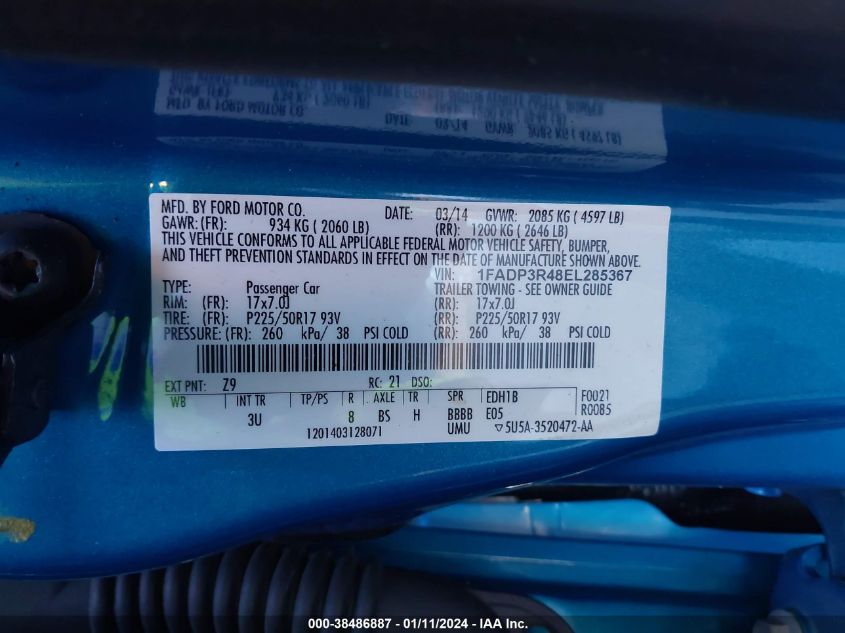 MFD. BY FORD MOTOR CO. DATE: 03/14 GVWR: 2085 KG ( 4597 LB)
GAWR: (FR): 934 KG ( 2060 LB) (RR): 1200 KG ( 2646 LB)
THIS VEHICLE CONFORMS TO ALL APPLICABLE FEDERAL MOTOR VEHICLE SAFETY, BUMPER,
AND THEFT PREVENTION STANDARDS IN EFFECT ON THE DATE OF MANUFACTURE SHOWN ABOVE.
VIN: 1FADP3R48EL285367
TYPE: Passenger Car TRAILER TOWING - SEE OWNER GUIDE
RIM: (FR): 17x7.0J (RR): 17x7.0J
TIRE: (FR): P225/50R17 93V (RR): P225/50R17 93V
PRESSURE: (FR): 260 kPa/ 38 PSI COLD (RR): 260 kPa/ 38 PSI COLD
EXT PNT: Z9 RC: 21 DSO:
WB INT TR TP/PS R AXLE TR SPR EDH1B F0021
3U 8 BS H BBBB E05 R0085
1201403128071 UMU ▽5U5A-3520472-AA
000-38486887 - 01/11/2024 - IAA Inc.